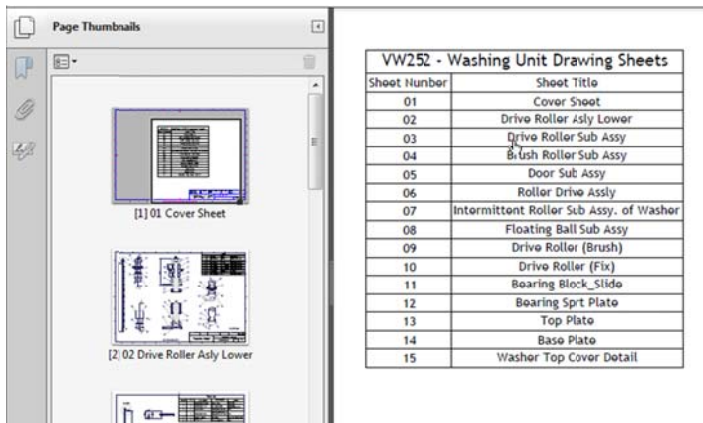 Page Thumbnails
[1] 01 Cover Sheet
[2] 02 Drive Roller Asly Lower
VW252 - Washing Unit Drawing Sheets
Sheet Number Sheet Title
01 Cover Sheet
02 Drive Roller Asly Lower
03 Drive Roller Sub Assy
04 Brush Roller Sub Assy
05 Door Sub Assy
06 Roller Drive Assly
07 Intermittent Roller Sub Assy. of Washer
08 Floating Ball Sub Assy
09 Drive Roller (Brush)
10 Drive Roller (Fix)
11 Bearing Block_Slide
12 Bearing Sprt Plate
13 Top Plate
14 Base Plate
15 Washer Top Cover Detail